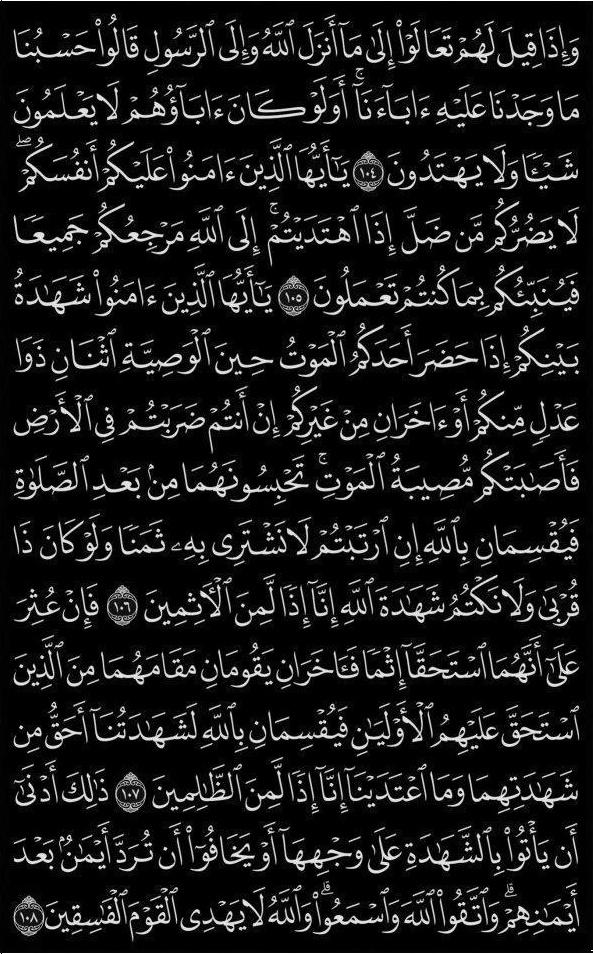 وَإِذَا قِيلَ لَهُمْ تَعَالَوْا۟ إِلَىٰ مَآ أَنزَلَ ٱللَّهُ وَإِلَى ٱلرَّسُولِ قَالُوا۟ حَسْبُنَا
مَا وَجَدْنَا عَلَيْهِ ءَابَآءَنَآ ۚ أَوَلَوْ كَانَ ءَابَآؤُهُمْ لَا يَعْلَمُونَ
شَيْـًٔا وَلَا يَهْتَدُونَ ١٠٤ يَـٰٓأَيُّهَا ٱلَّذِينَ ءَامَنُوا۟ عَلَيْكُمْ أَنفُسَكُمْ ۖ
لَا يَضُرُّكُم مَّن ضَلَّ إِذَا ٱهْتَدَيْتُمْ ۚ إِلَى ٱللَّهِ مَرْجِعُكُمْ جَمِيعًا
فَيُنَبِّئُكُم بِمَا كُنتُمْ تَعْمَلُونَ ١٠٥ يَـٰٓأَيُّهَا ٱلَّذِينَ ءَامَنُوا۟ شَهَـٰدَةُ
بَيْنِكُمْ إِذَا حَضَرَ أَحَدَكُمُ ٱلْمَوْتُ حِينَ ٱلْوَصِيَّةِ ٱثْنَانِ ذَوَا
عَدْلٍ مِّنكُمْ أَوْ ءَاخَرَانِ مِنْ غَيْرِكُمْ إِنْ أَنتُمْ ضَرَبْتُمْ فِى ٱلْأَرْضِ
فَأَصَـٰبَتْكُم مُّصِيبَةُ ٱلْمَوْتِ ۚ تَحْبِسُونَهُمَا مِنۢ بَعْدِ ٱلصَّلَوٰةِ
فَيُقْسِمَانِ بِٱللَّهِ إِنِ ٱرْتَبْتُمْ لَا نَشْتَرِى بِهِۦ ثَمَنًا وَلَوْ كَانَ ذَا
قُرْبَىٰ ۙ وَلَا نَكْتُمُ شَهَـٰدَةَ ٱللَّهِ إِنَّآ إِذًا لَّمِنَ ٱلْـَٔاثِمِينَ ١٠٦ فَإِنْ عُثِرَ
عَلَىٰٓ أَنَّهُمَا ٱسْتَحَقَّآ إِثْمًا فَـَٔاخَرَانِ يَقُومَانِ مَقَامَهُمَا مِنَ ٱلَّذِينَ
ٱسْتَحَقَّ عَلَيْهِمُ ٱلْأَوْلَيَـٰنِ فَيُقْسِمَانِ بِٱللَّهِ لَشَهَـٰدَتُنَآ أَحَقُّ مِن
شَهَـٰدَتِهِمَا وَمَا ٱعْتَدَيْنَآ إِنَّآ إِذًا لَّمِنَ ٱلظَّـٰلِمِينَ ١٠٧ ذَٰلِكَ أَدْنَىٰٓ
أَن يَأْتُوا۟ بِٱلشَّهَـٰدَةِ عَلَىٰ وَجْهِهَآ أَوْ يَخَافُوٓا۟ أَن تُرَدَّ أَيْمَـٰنٌۢ بَعْدَ
أَيْمَـٰنِهِمْ ۗ وَٱتَّقُوا۟ ٱللَّهَ وَٱسْمَعُوا۟ ۗ وَٱللَّهُ لَا يَهْدِى ٱلْقَوْمَ ٱلْفَـٰسِقِينَ ١٠٨